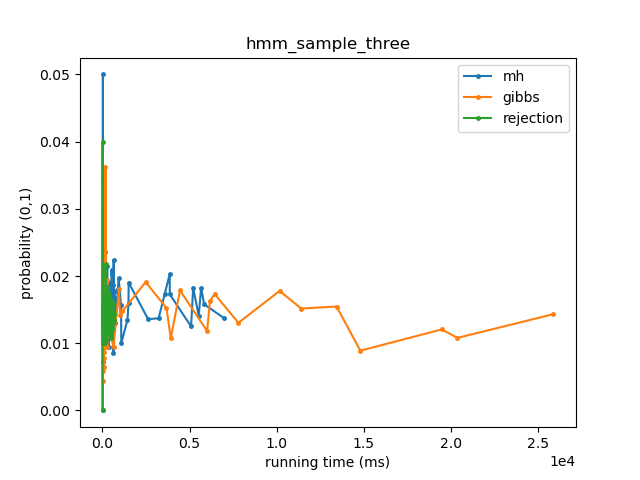 hmm_sample_three
mh
gibbs
rejection
probability (0,1)
0.05
0.04
0.03
0.02
0.01
0.00
0.0 0.5 1.0 1.5 2.0 2.5
running time (ms)
1e4